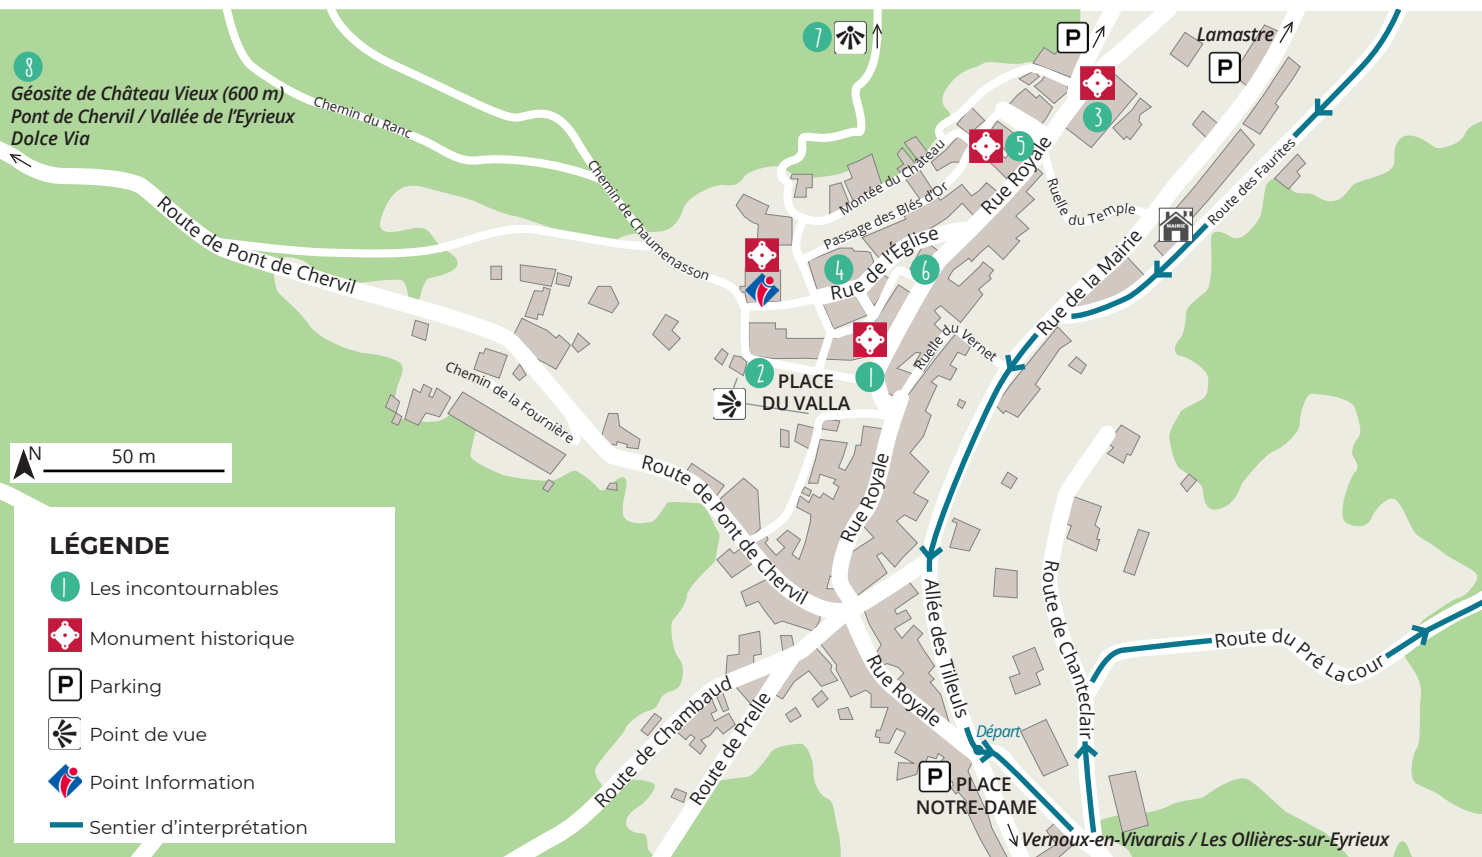 8
Géosite de Château Vieux (600 m)
Pont de Chervil / Vallée de l'Eyrieux
Dolce Via
Chemin du Ranc
Chemin de Chaumenasson
Route de Pont de Chervil
Chemin de la Fournière
7
P
Lamastre
P
3
5
Montée du Château
Passage des Blés d'Or
Rue Royale
Ruelle du Temple
MAIRIE
Route des Faurites
4
Rue de l'Église
6
Rue de la Mairie
Ruelle du Vernet
1
2
PLACE
DU VALLA
N
50 m
Route de Pont de Chervil
Rue Royale
Allée des Tilleuls
Route de Chanteclair
Route du Pré Lacour
Rue Royale
Route de Chambaud
Route de Prelle
Départ
P
PLACE
NOTRE-DAME
Vernoux-en-Vivarais / Les Ollières-sur-Eyrieux
LÉGENDE
1 Les incontournables
Monument historique
P Parking
Point de vue
Point Information
Sentier d'interprétation